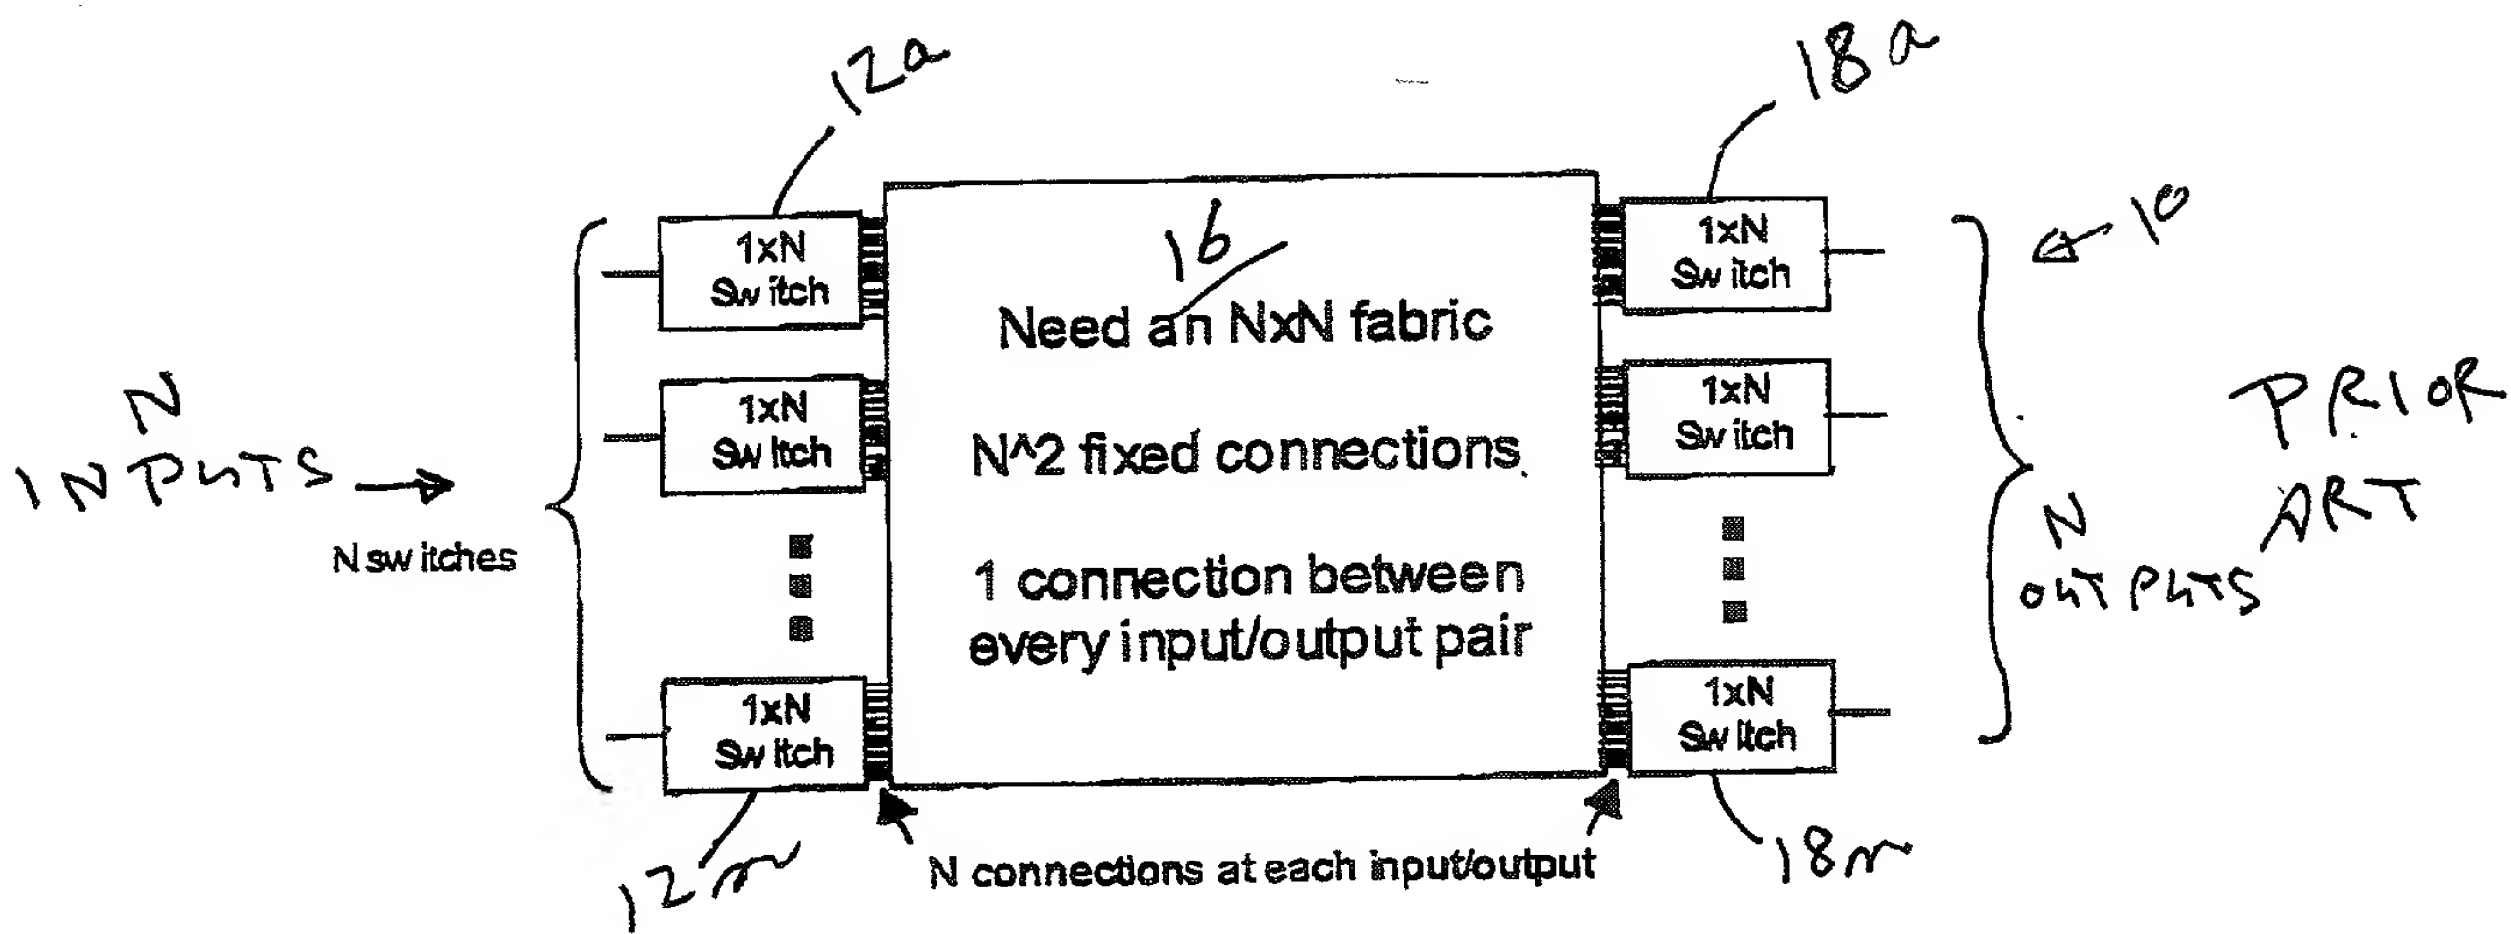 12a
18a
10
1xN
Switch
16
1xN
Switch
Need an NxN fabric
N
INPUTS
N switches
1xN
Switch
N^2 fixed connections
1xN
Switch
PRIOR
ART
N
OUTPUTS
1 connection between
every input/output pair
1xN
Switch
1xN
Switch
N connections at each input/output
12n
18n